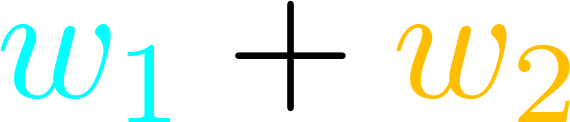 w₁ + w₂